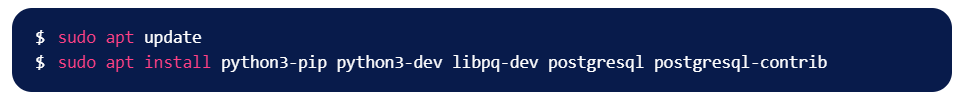 $ sudo apt update
$ sudo apt install python3-pip python3-dev libpq-dev postgresql postgresql-contrib